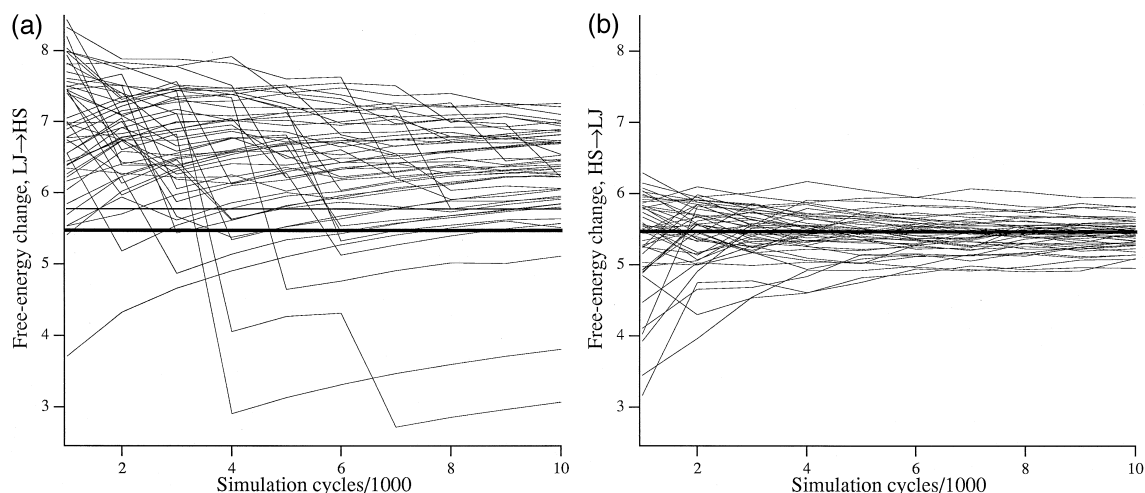 (a)
Free-energy change, LJ→HS
8
7
6
5
4
3
2 4 6 8 10
Simulation cycles/1000
(b)
Free-energy change, HS→LJ
8
7
6
5
4
3
2 4 6 8 10
Simulation cycles/1000